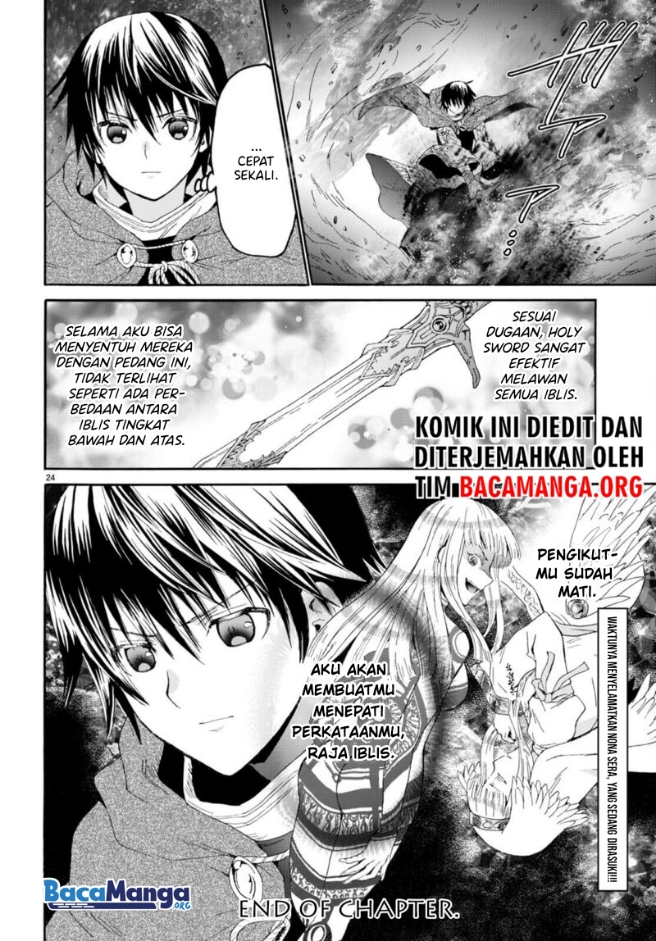 ...
CEPAT
SEKALI.
SELAMA AKU BISA
MENYENTUH MEREKA
DENGAN PEDANG INI,
TIDAK TERLIHAT
SEPERTI ADA PER-
BEDAAN ANTARA
IBLIS TINGKAT
BAWAH DAN ATAS.
SESUAI
DUGAAN, HOLY
SWORD SANGAT
EFEKTIF
MELAWAN
SEMUA IBLIS.
KOMIK INI DIEDIT DAN
DITERJEMAHKAN OLEH
TIM BACAMANGA.ORG
24
PENGIKUT-
MU SUDAH
MATI.
AKU AKAN
MEMBUATMU
MENEPATI
PERKATAANMU,
RAJA IBLIS.
WAKTUNYA MENYELAMATKAN NONA SERA, YANG SEDANG DIRASUKI!!!
BacaManga
.ORG
END OF CHAPTER.